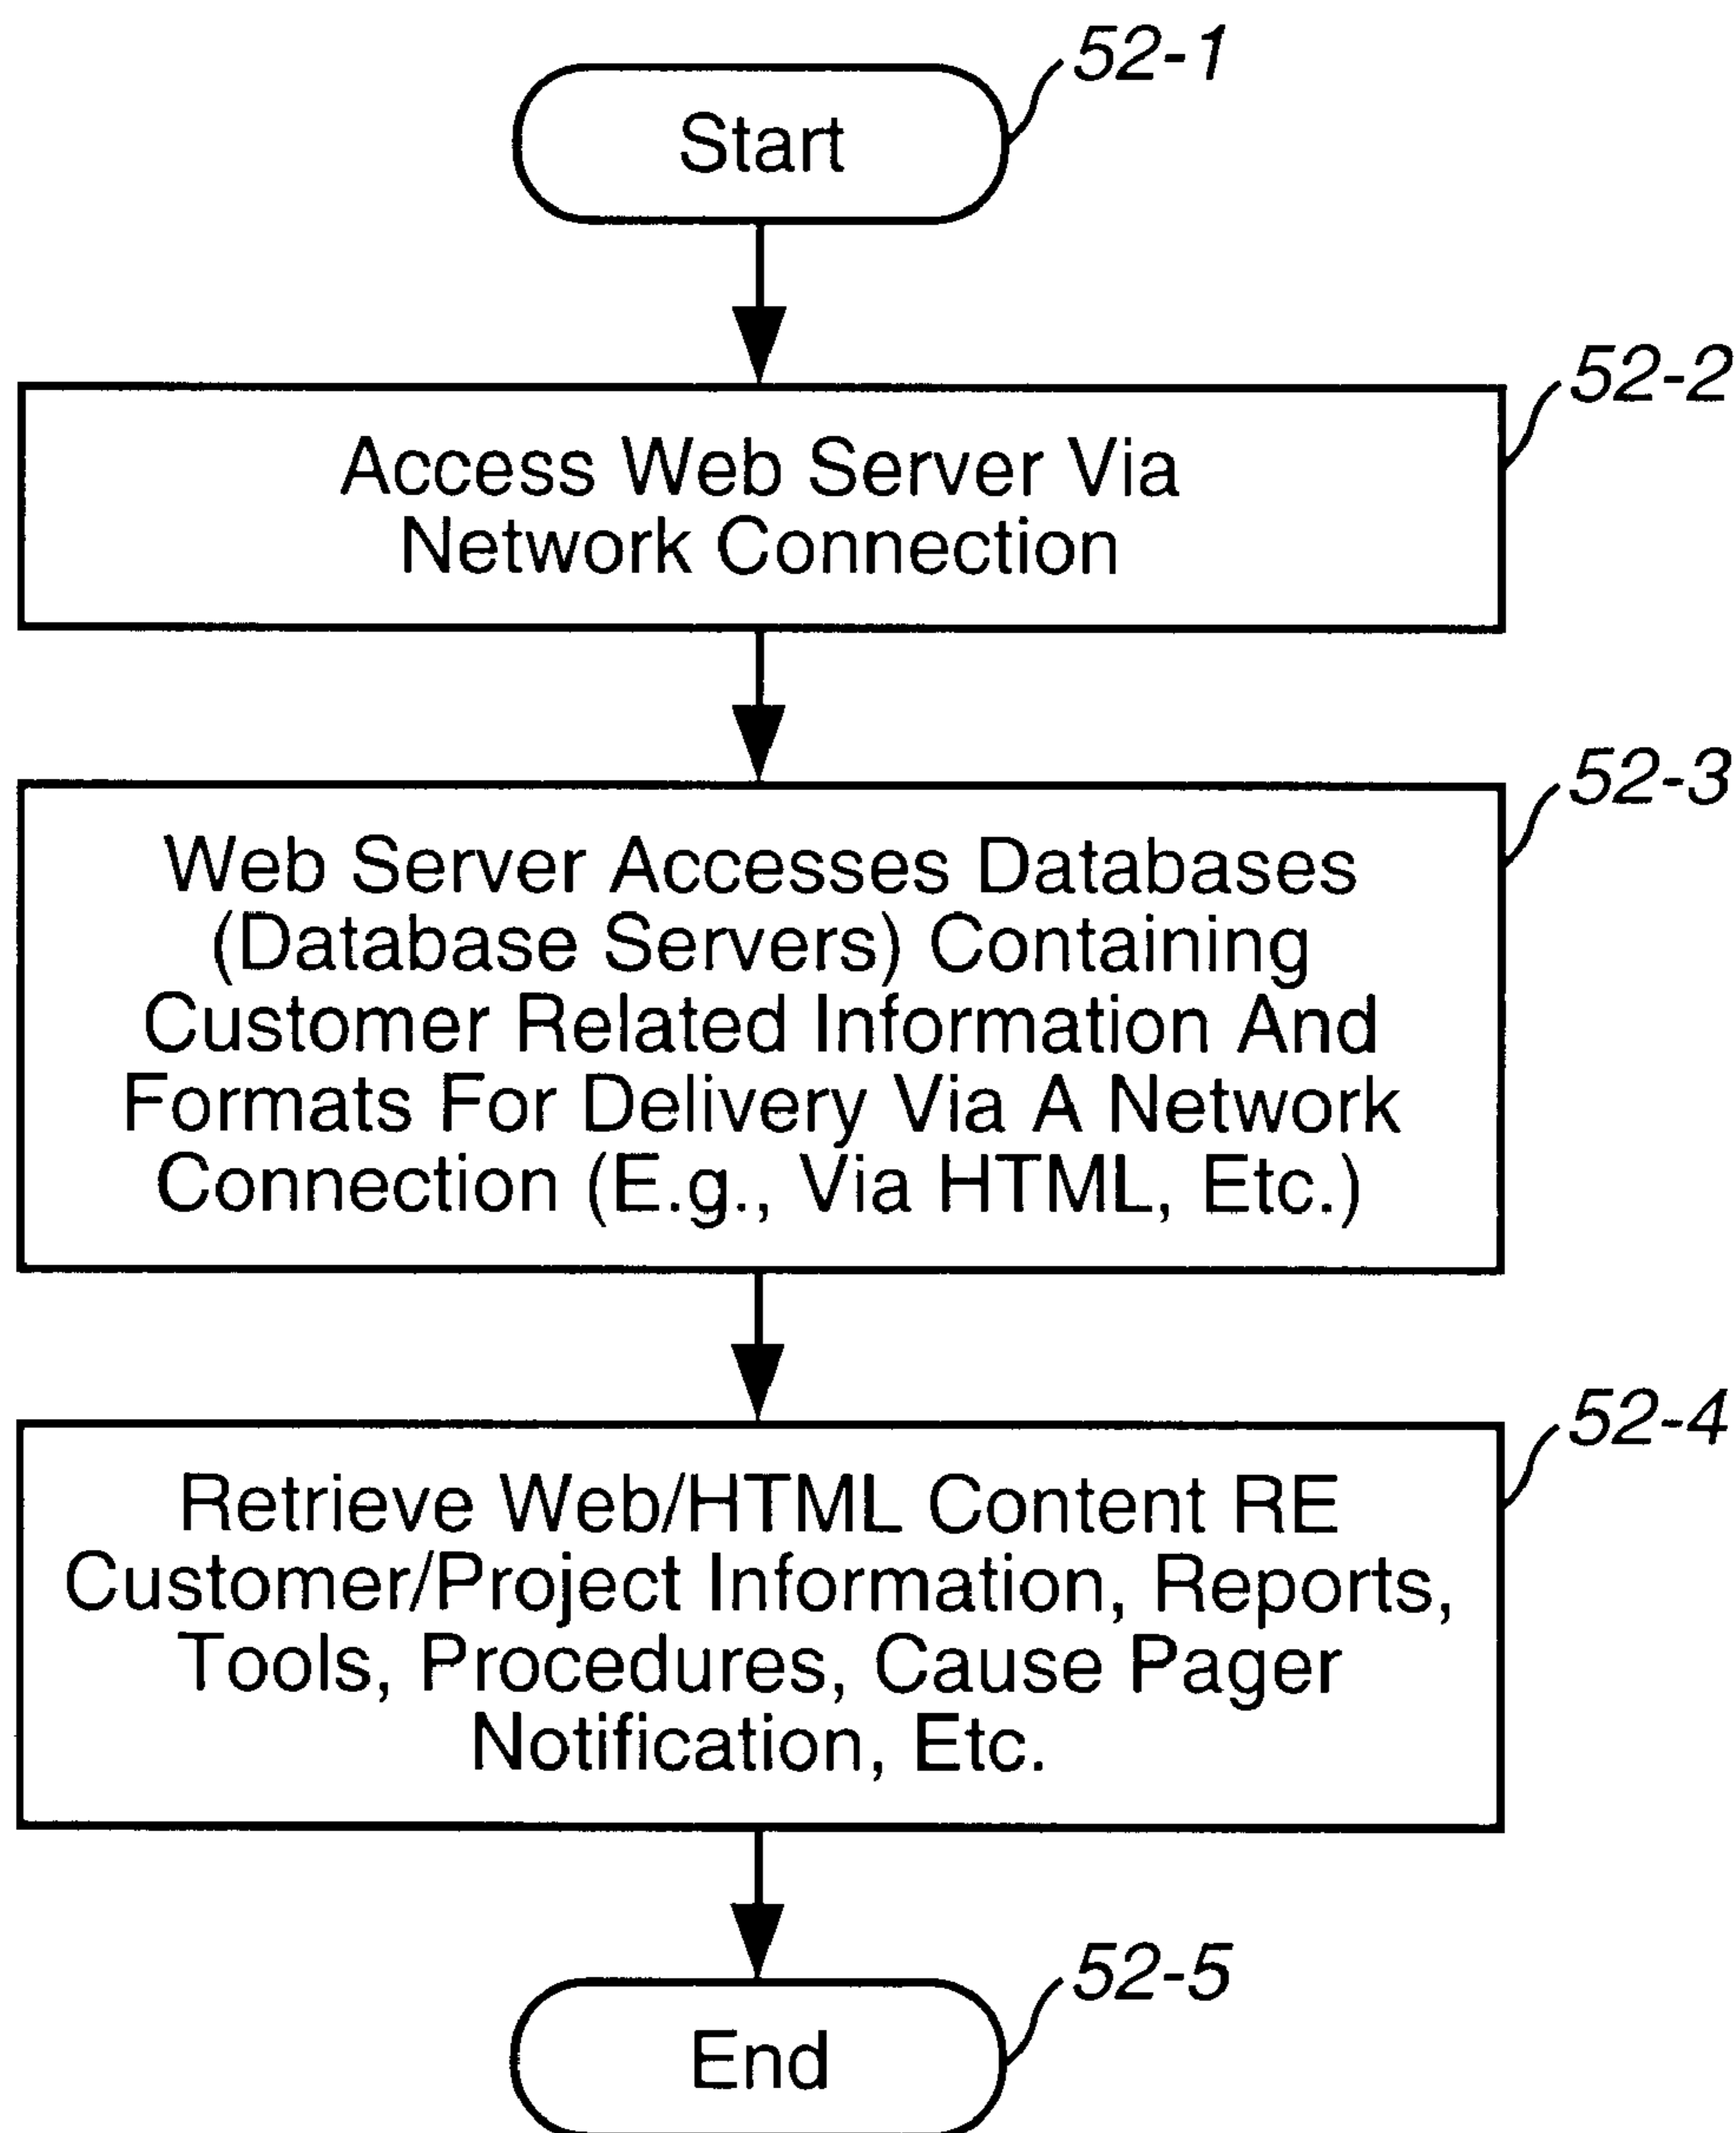 52-1
Start
52-2
Access Web Server Via
Network Connection
52-3
Web Server Accesses Databases
(Database Servers) Containing
Customer Related Information And
Formats For Delivery Via A Network
Connection (E.g., Via HTML, Etc.)
52-4
Retrieve Web/HTML Content RE
Customer/Project Information, Reports,
Tools, Procedures, Cause Pager
Notification, Etc.
52-5
End